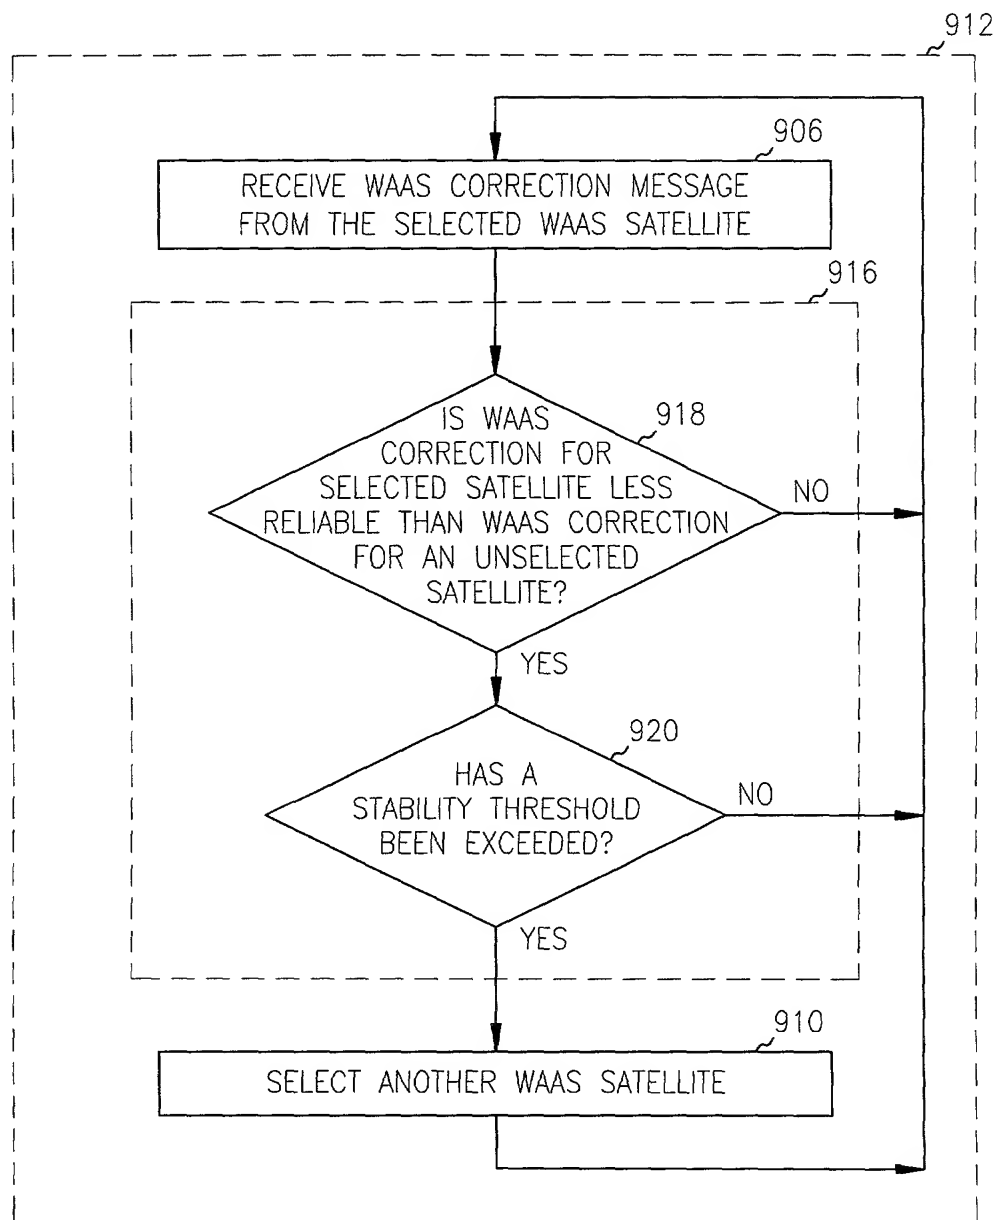 912
906
RECEIVE WAAS CORRECTION MESSAGE
FROM THE SELECTED WAAS SATELLITE
916
918
IS WAAS
CORRECTION FOR
SELECTED SATELLITE LESS
RELIABLE THAN WAAS CORRECTION
FOR AN UNSELECTED
SATELLITE?
NO
YES
920
HAS A
STABILITY THRESHOLD
BEEN EXCEEDED?
NO
YES
910
SELECT ANOTHER WAAS SATELLITE